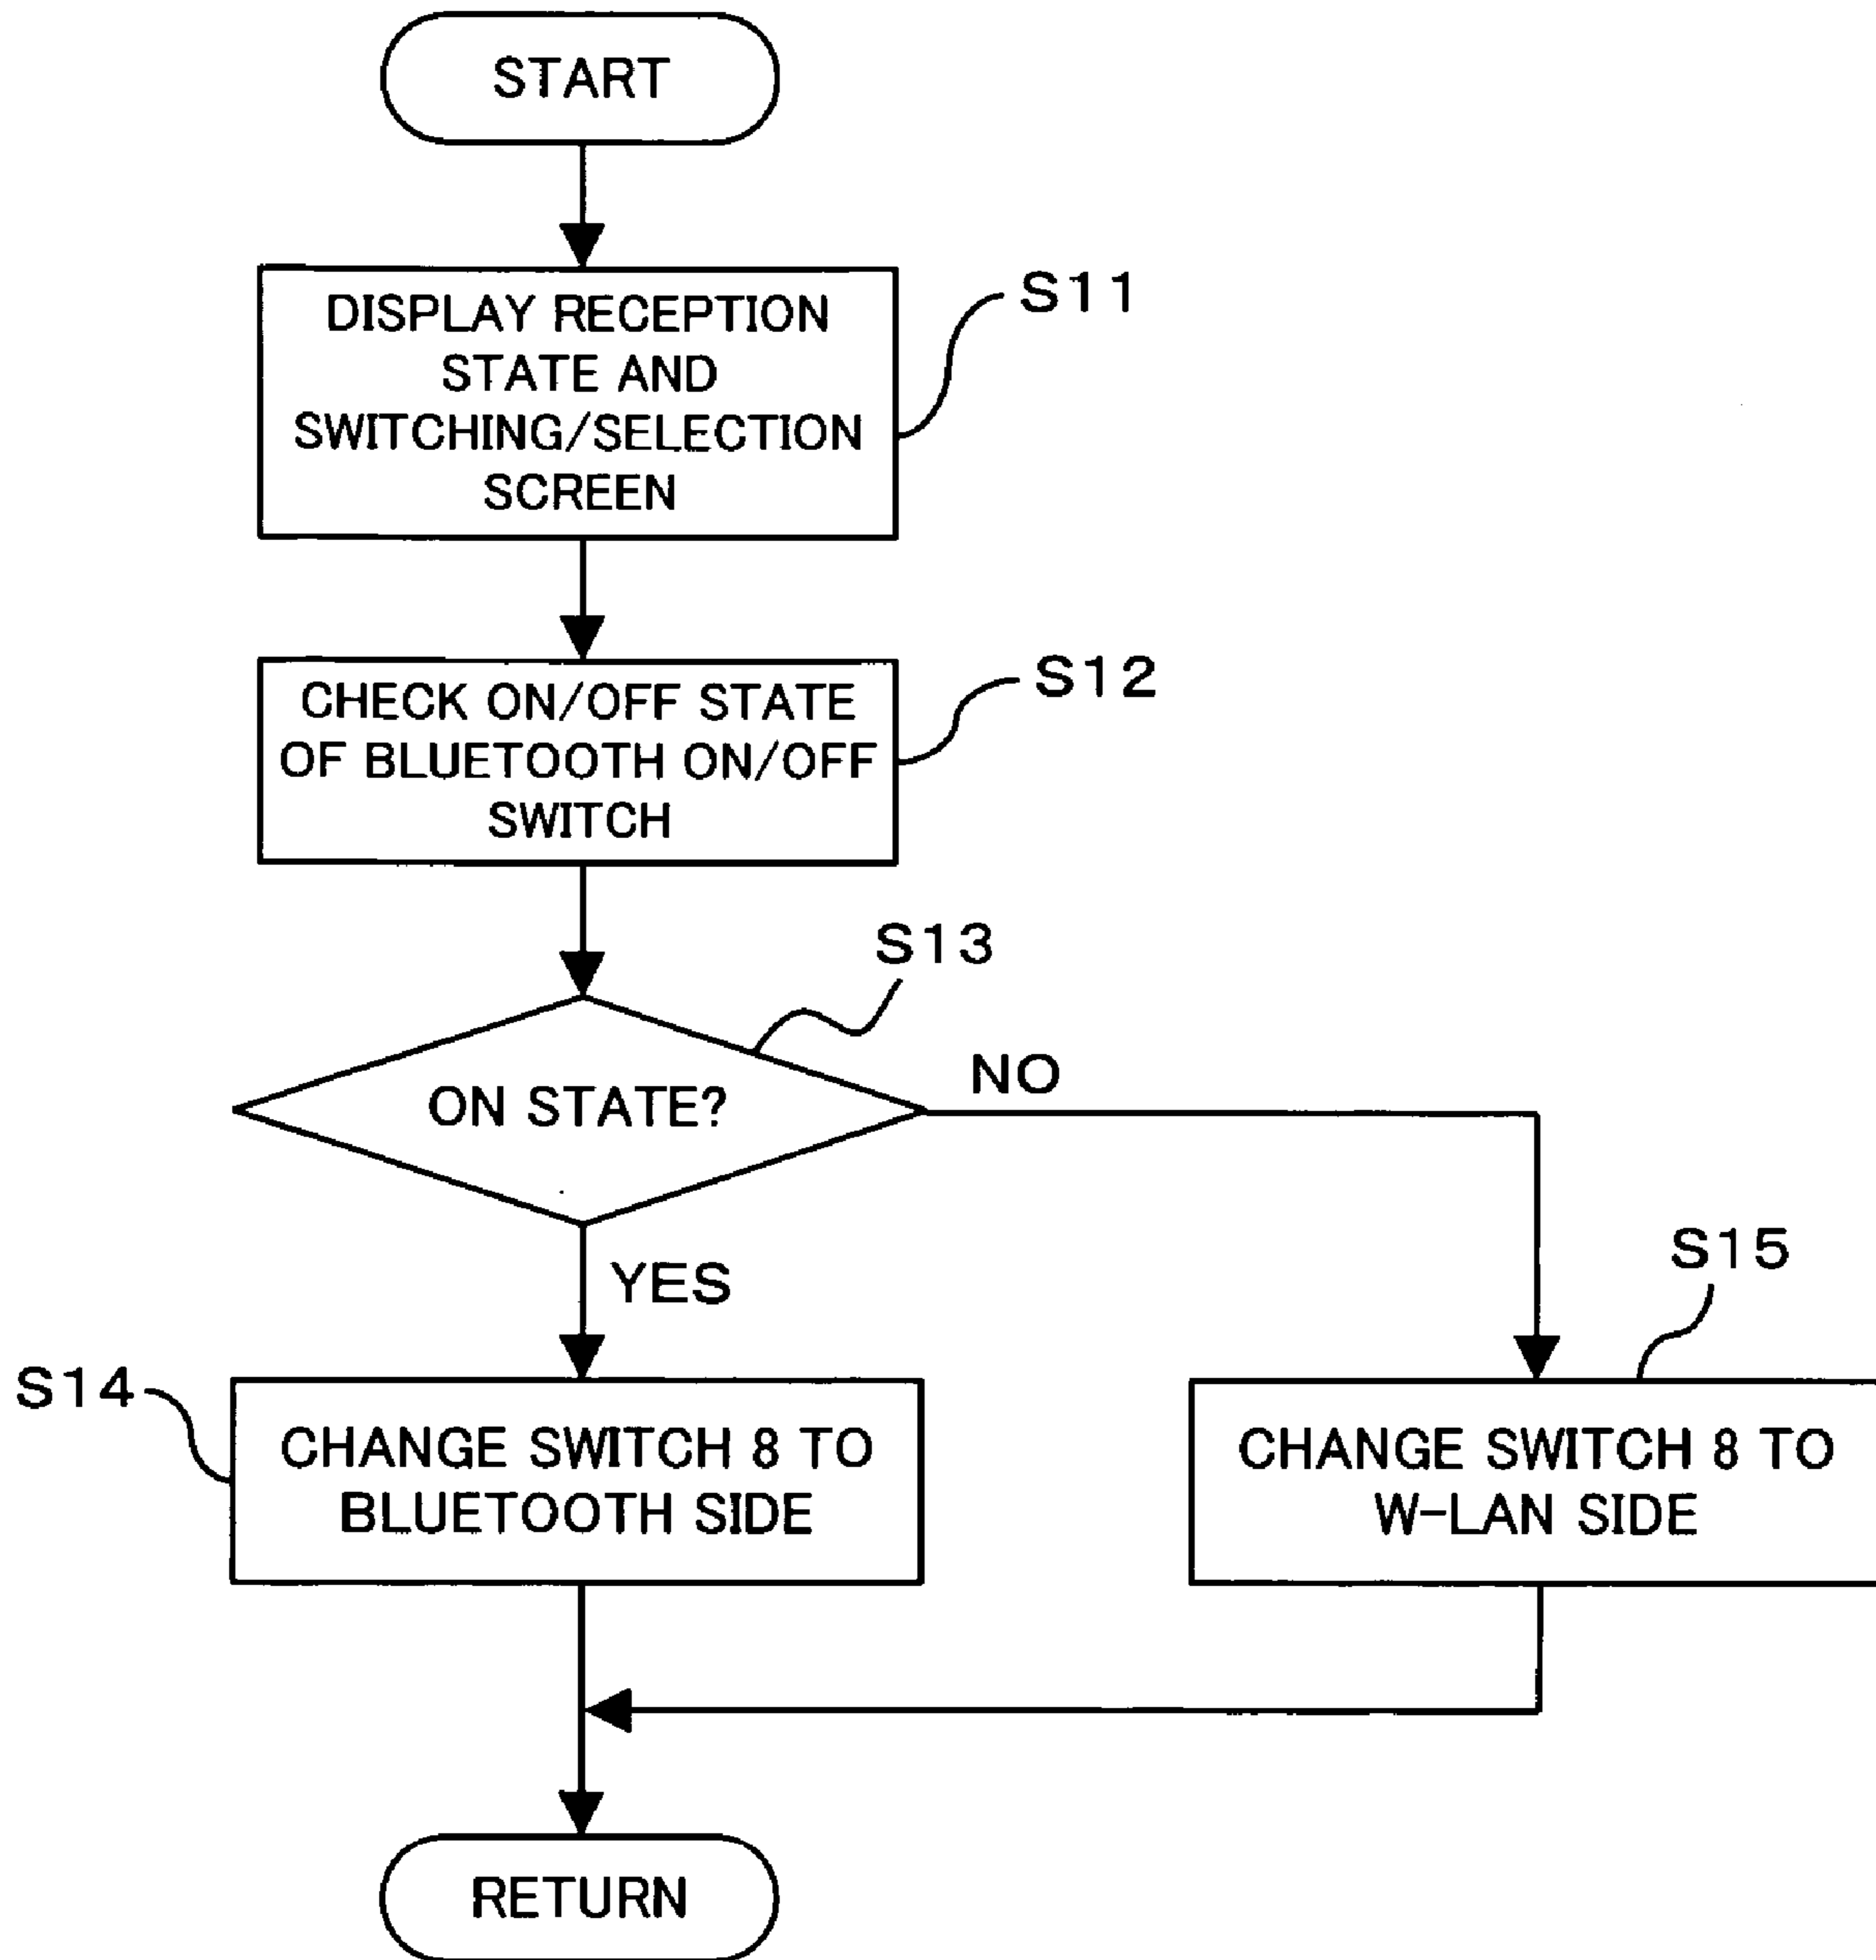 START
DISPLAY RECEPTION
STATE AND
SWITCHING/SELECTION
SCREEN
S11
CHECK ON/OFF STATE
OF BLUETOOTH ON/OFF
SWITCH
S12
S13
ON STATE?
NO
YES
S14
CHANGE SWITCH 8 TO
BLUETOOTH SIDE
S15
CHANGE SWITCH 8 TO
W-LAN SIDE
RETURN